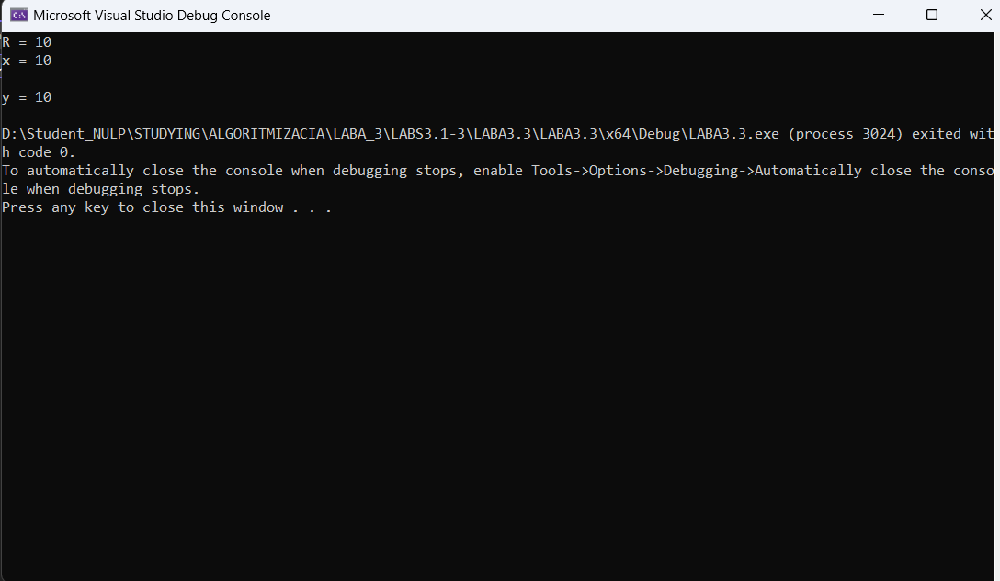 Microsoft Visual Studio Debug Console
R = 10
x = 10
y = 10
D:\Student_NULP\STUDYING\ALGORITMIZACIA\LABA_3\LABS3.1-3\LABA3.3\LABA3.3\x64\Debug\LABA3.3.exe (process 3024) exited wit
h code 0.
To automatically close the console when debugging stops, enable Tools->Options->Debugging->Automatically close the conso
le when debugging stops.
Press any key to close this window . . .